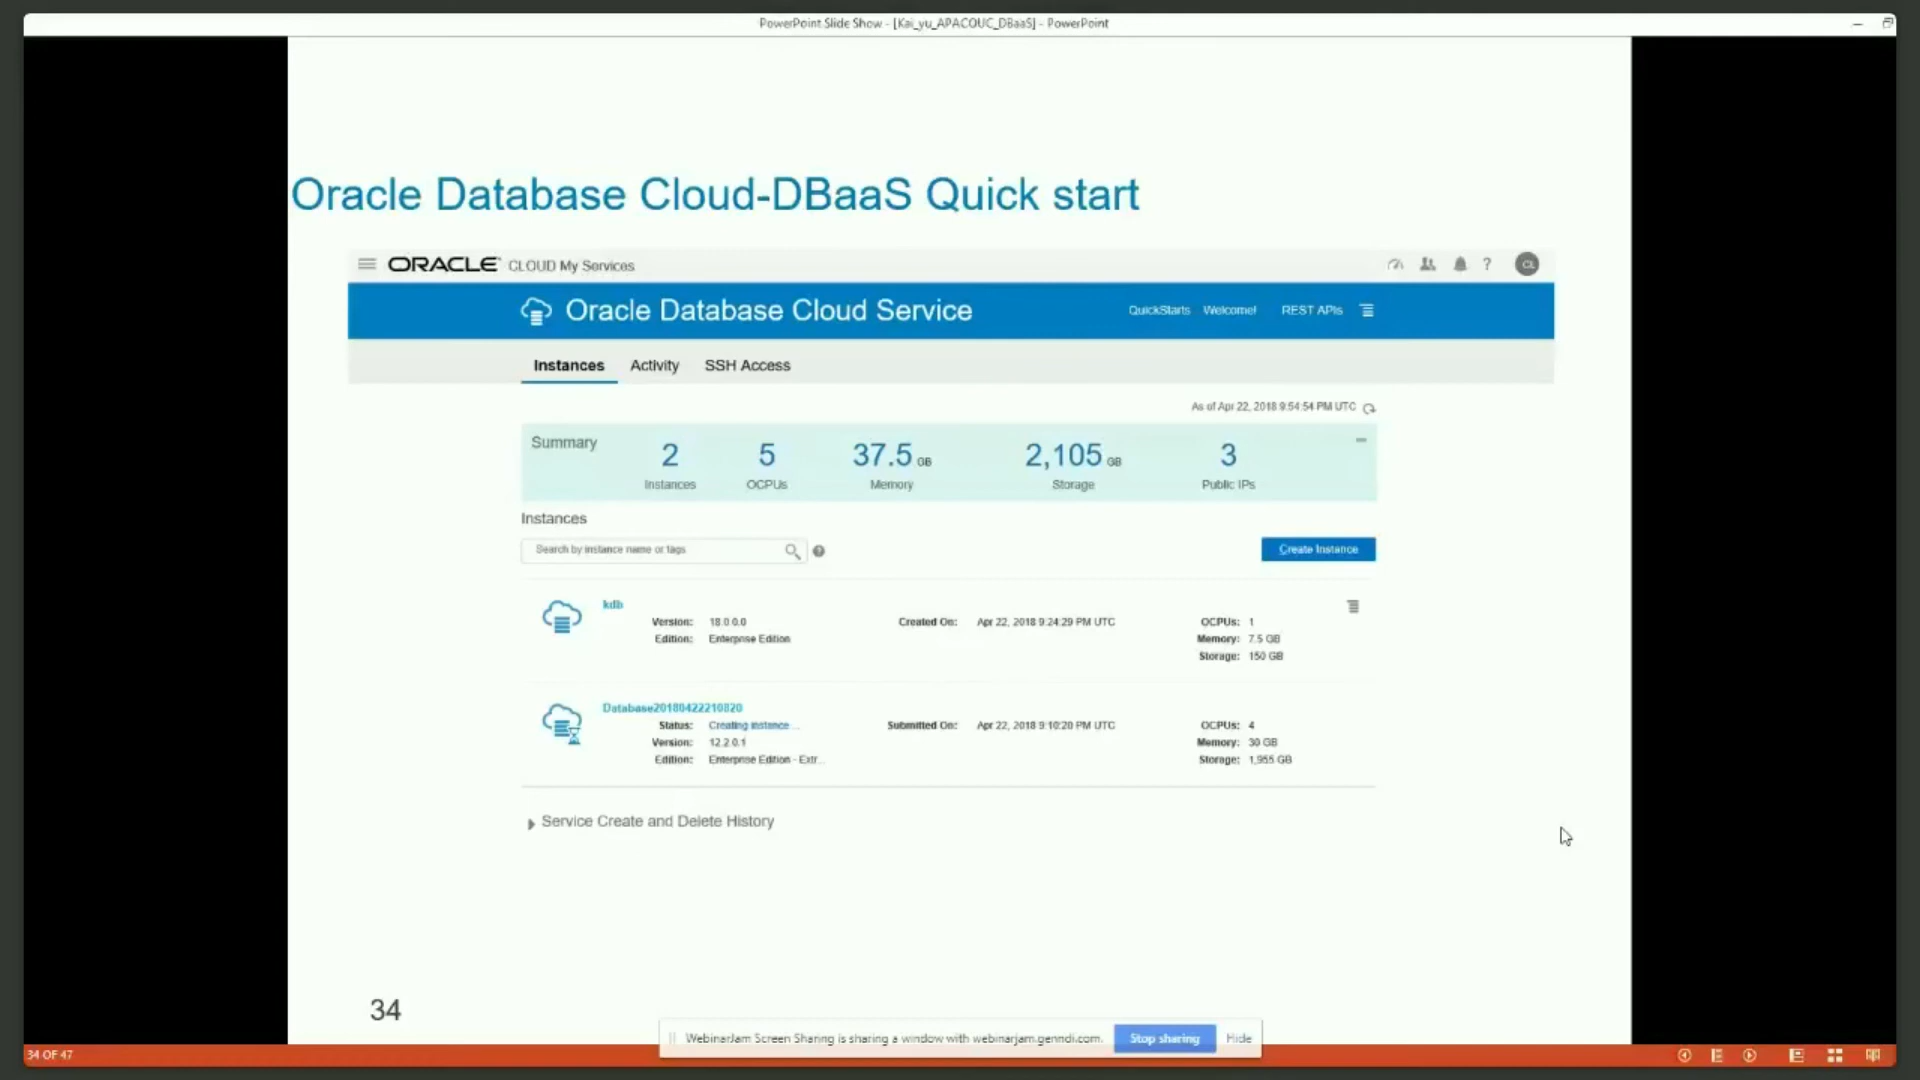 PowerPoint Slide Show - [Kai_yu_APACOUC_DBaaS] - PowerPoint
Oracle Database Cloud-DBaaS Quick start
ORACLE CLOUD My Services
? CL
Oracle Database Cloud Service
QuickStarts Welcome! REST APIs
Instances Activity SSH Access
As of Apr 22, 2018 9:54:54 PM UTC
Summary
2 5 37.5 GB 2,105 GB 3
Instances OCPUs Memory Storage Public IPs
Instances
Search by instance name or tags
Create Instance
kdb
Version: 18.0.0.0 Created On: Apr 22, 2018 9:24:29 PM UTC OCPUs: 1
Edition: Enterprise Edition Memory: 7.5 GB
Storage: 150 GB
Database20180422210820
Status: Creating instance ... Submitted On: Apr 22, 2018 9:10:20 PM UTC OCPUs: 4
Version: 12.2.0.1 Memory: 30 GB
Edition: Enterprise Edition - Extr... Storage: 1,955 GB
Service Create and Delete History
34
WebinarJam Screen Sharing is sharing a window with webinarjam.genndi.com. Stop sharing Hide
34 OF 47